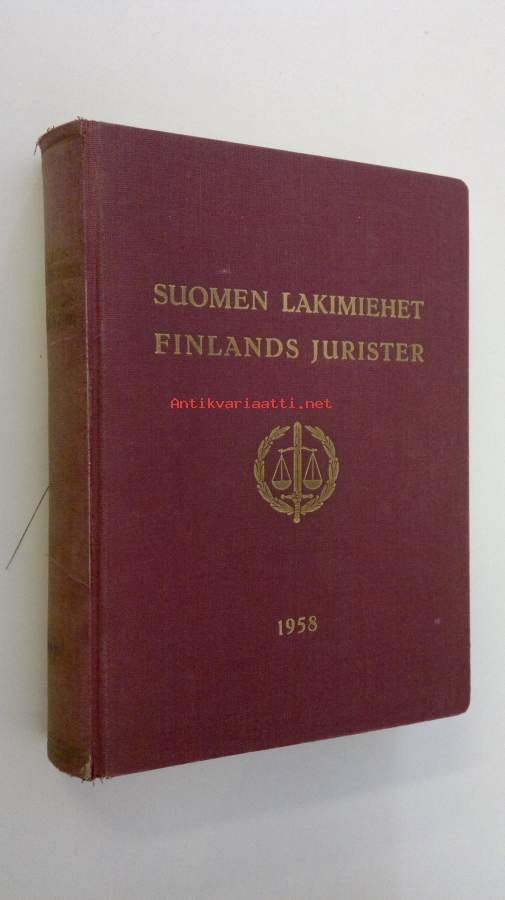 SUOMEN LAKIMIEHET
FINLANDS JURISTER
Antikvariaatti.net
1958